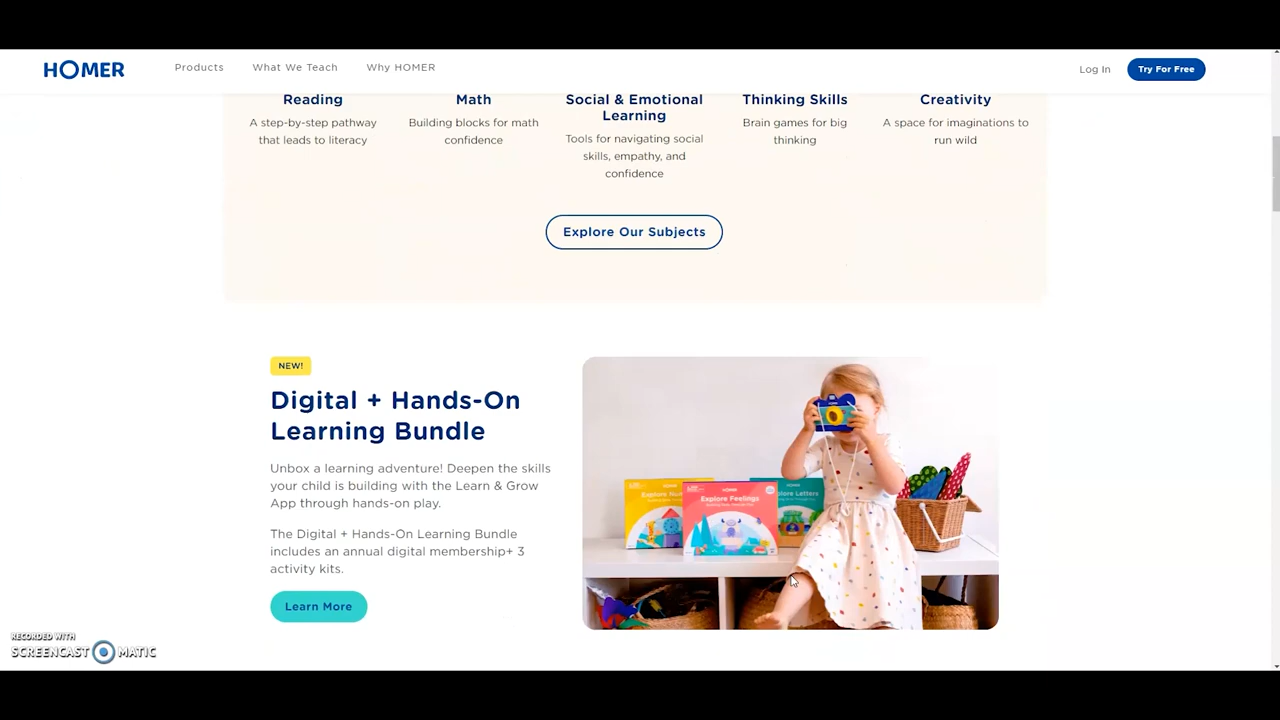 HOMER
Products
What We Teach
Why HOMER
Log In
Try For Free
Reading
A step-by-step pathway
that leads to literacy
Math
Building blocks for math
confidence
Social & Emotional
Learning
Tools for navigating social
skills, empathy, and
confidence
Thinking Skills
Brain games for big
thinking
Creativity
A space for imaginations to
run wild
Explore Our Subjects
NEW!
Digital + Hands-On
Learning Bundle
Unbox a learning adventure! Deepen the skills
your child is building with the Learn & Grow
App through hands-on play.
The Digital + Hands-On Learning Bundle
includes an annual digital membership+ 3
activity kits.
Learn More
Explore Nu
Explore Feelings
plore Letters
RECORDED WITH
SCREENCAST MATIC